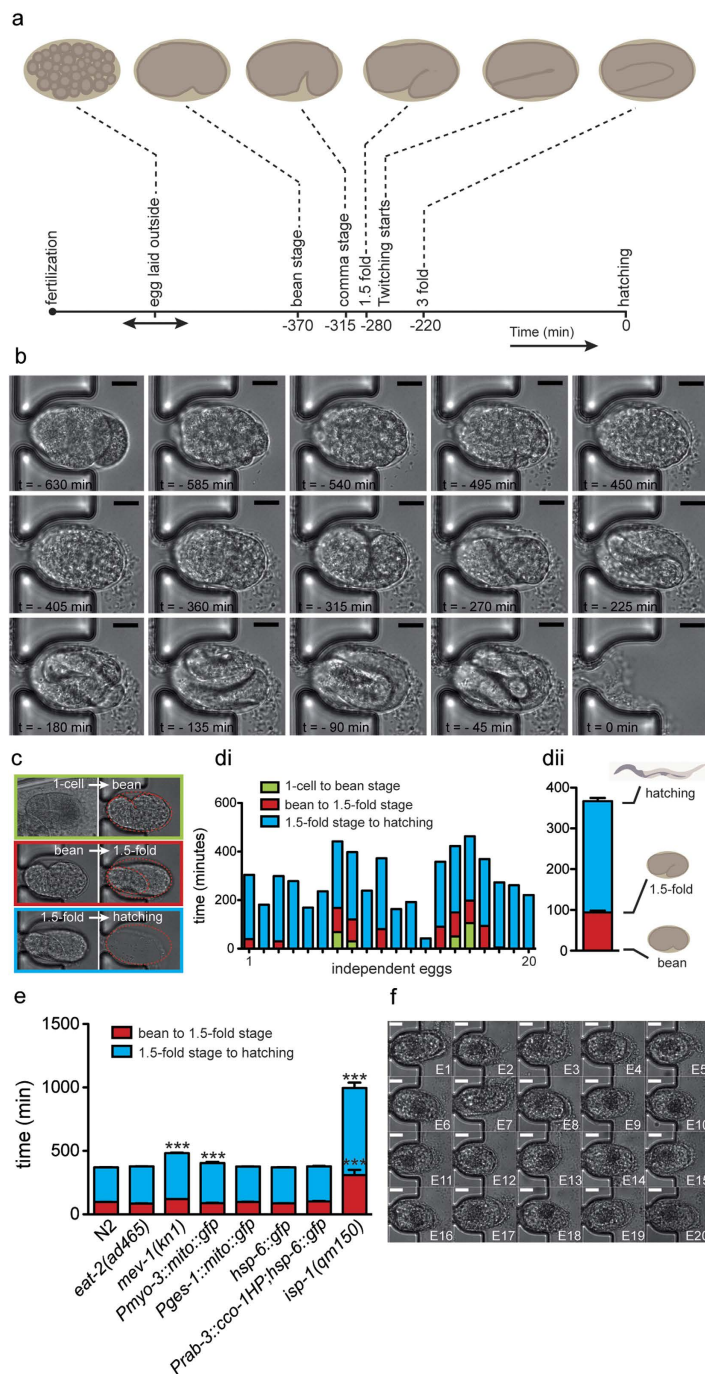 a
fertilization
egg laid outside
bean stage
comma stage
1.5 fold
Twitching starts
3 fold
hatching
-370
-315
-280
-220
0
Time (min)
b
t = - 630 min
t = - 585 min
t = - 540 min
t = - 495 min
t = - 450 min
t = - 405 min
t = - 360 min
t = - 315 min
t = - 270 min
t = - 225 min
t = - 180 min
t = - 135 min
t = - 90 min
t = - 45 min
t = 0 min
c
1-cell
bean
bean
1.5-fold
1.5-fold
hatching
di
1-cell to bean stage
bean to 1.5-fold stage
1.5-fold stage to hatching
time (minutes)
600
400
200
0
1
20
independent eggs
dii
400
300
200
100
0
hatching
1.5-fold
bean
e
bean to 1.5-fold stage
1.5-fold stage to hatching
time (min)
1500
1000
500
0
***
***
***
***
N2
eat-2(ad465)
mev-1(kn1)
Pmyo-3::mito::gfp
Pges-1::mito::gfp
hsp-6::gfp
Prab-3::cco-1HP;hsp-6::gfp
isp-1(qm150)
f
E1
E2
E3
E4
E5
E6
E7
E8
E9
E10
E11
E12
E13
E14
E15
E16
E17
E18
E19
E20